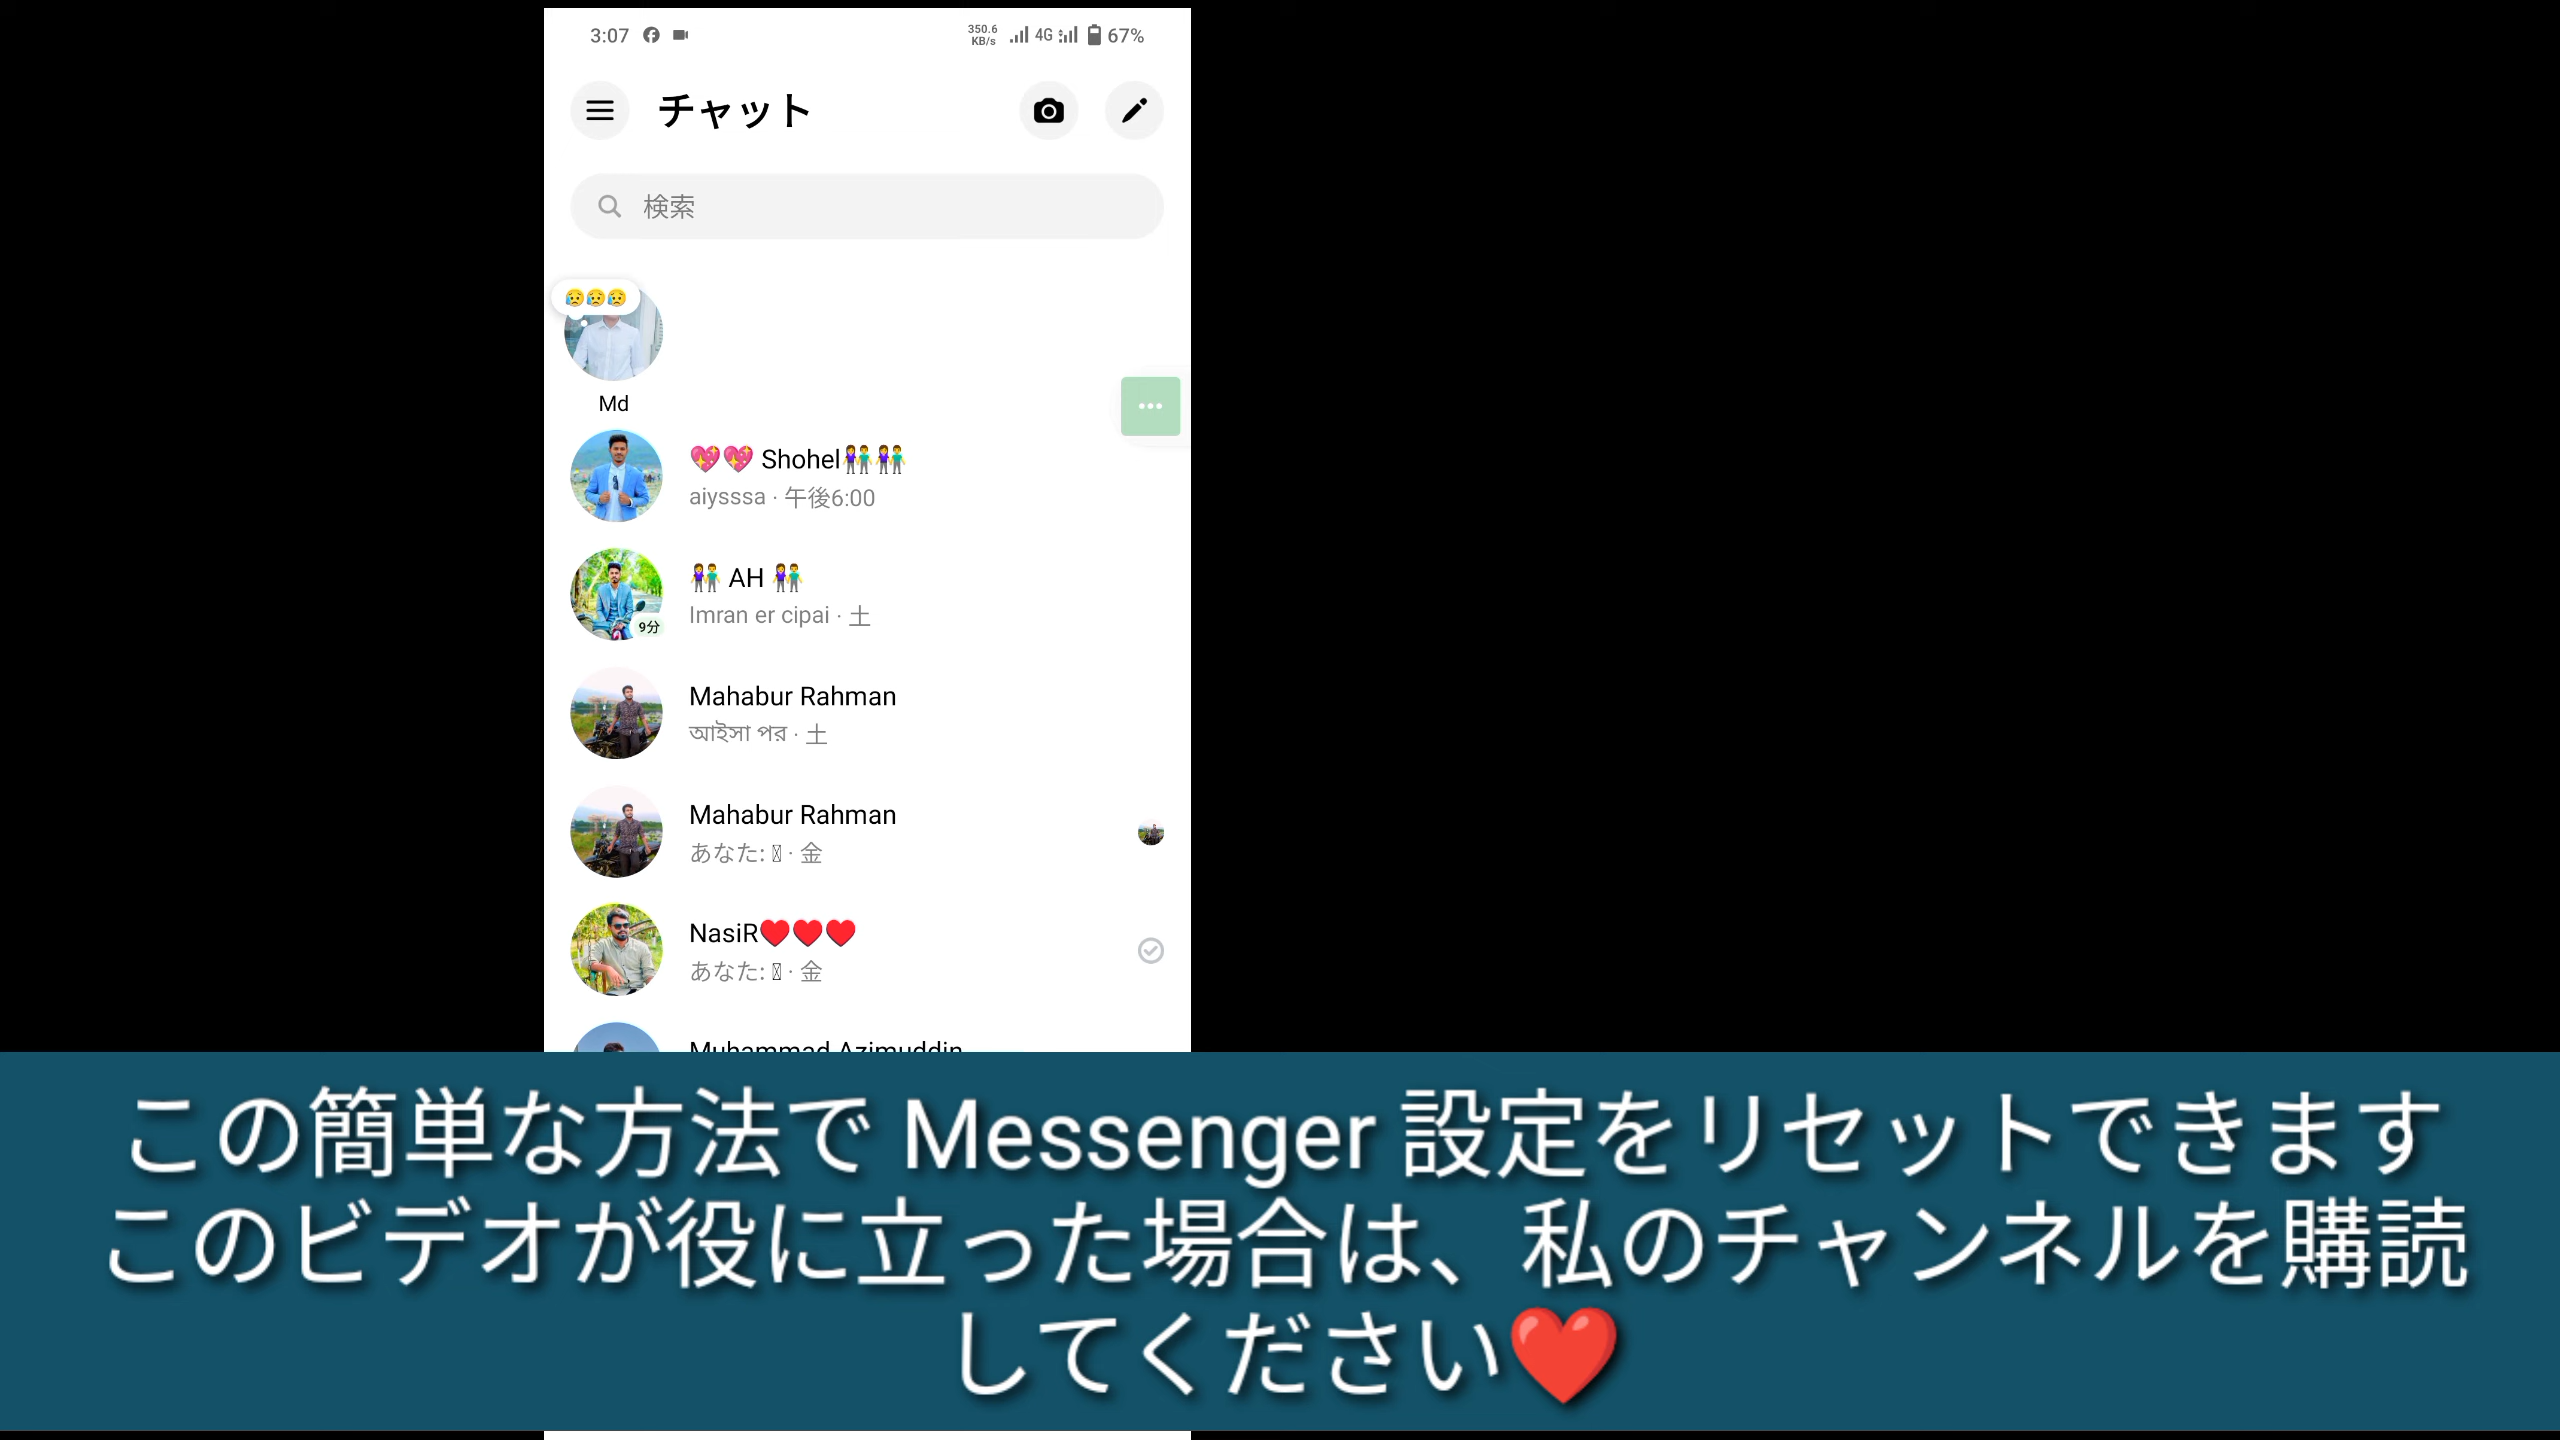 3:07 350.6 KB/s 4G 67%
チャット
検索
😥😥😥
Md
💖💖 Shohel👫👫
aiysssa · 午後6:00
👫 AH 👫
Imran er cipai · 土
9分
Mahabur Rahman
আইসা পর · 土
Mahabur Rahman
あなた: · 金
NasiR❤️❤️❤️
あなた: · 金
Muhammad Azimuddin
この簡単な方法で Messenger 設定をリセットできます
このビデオが役に立った場合は、私のチャンネルを購読
してください❤️